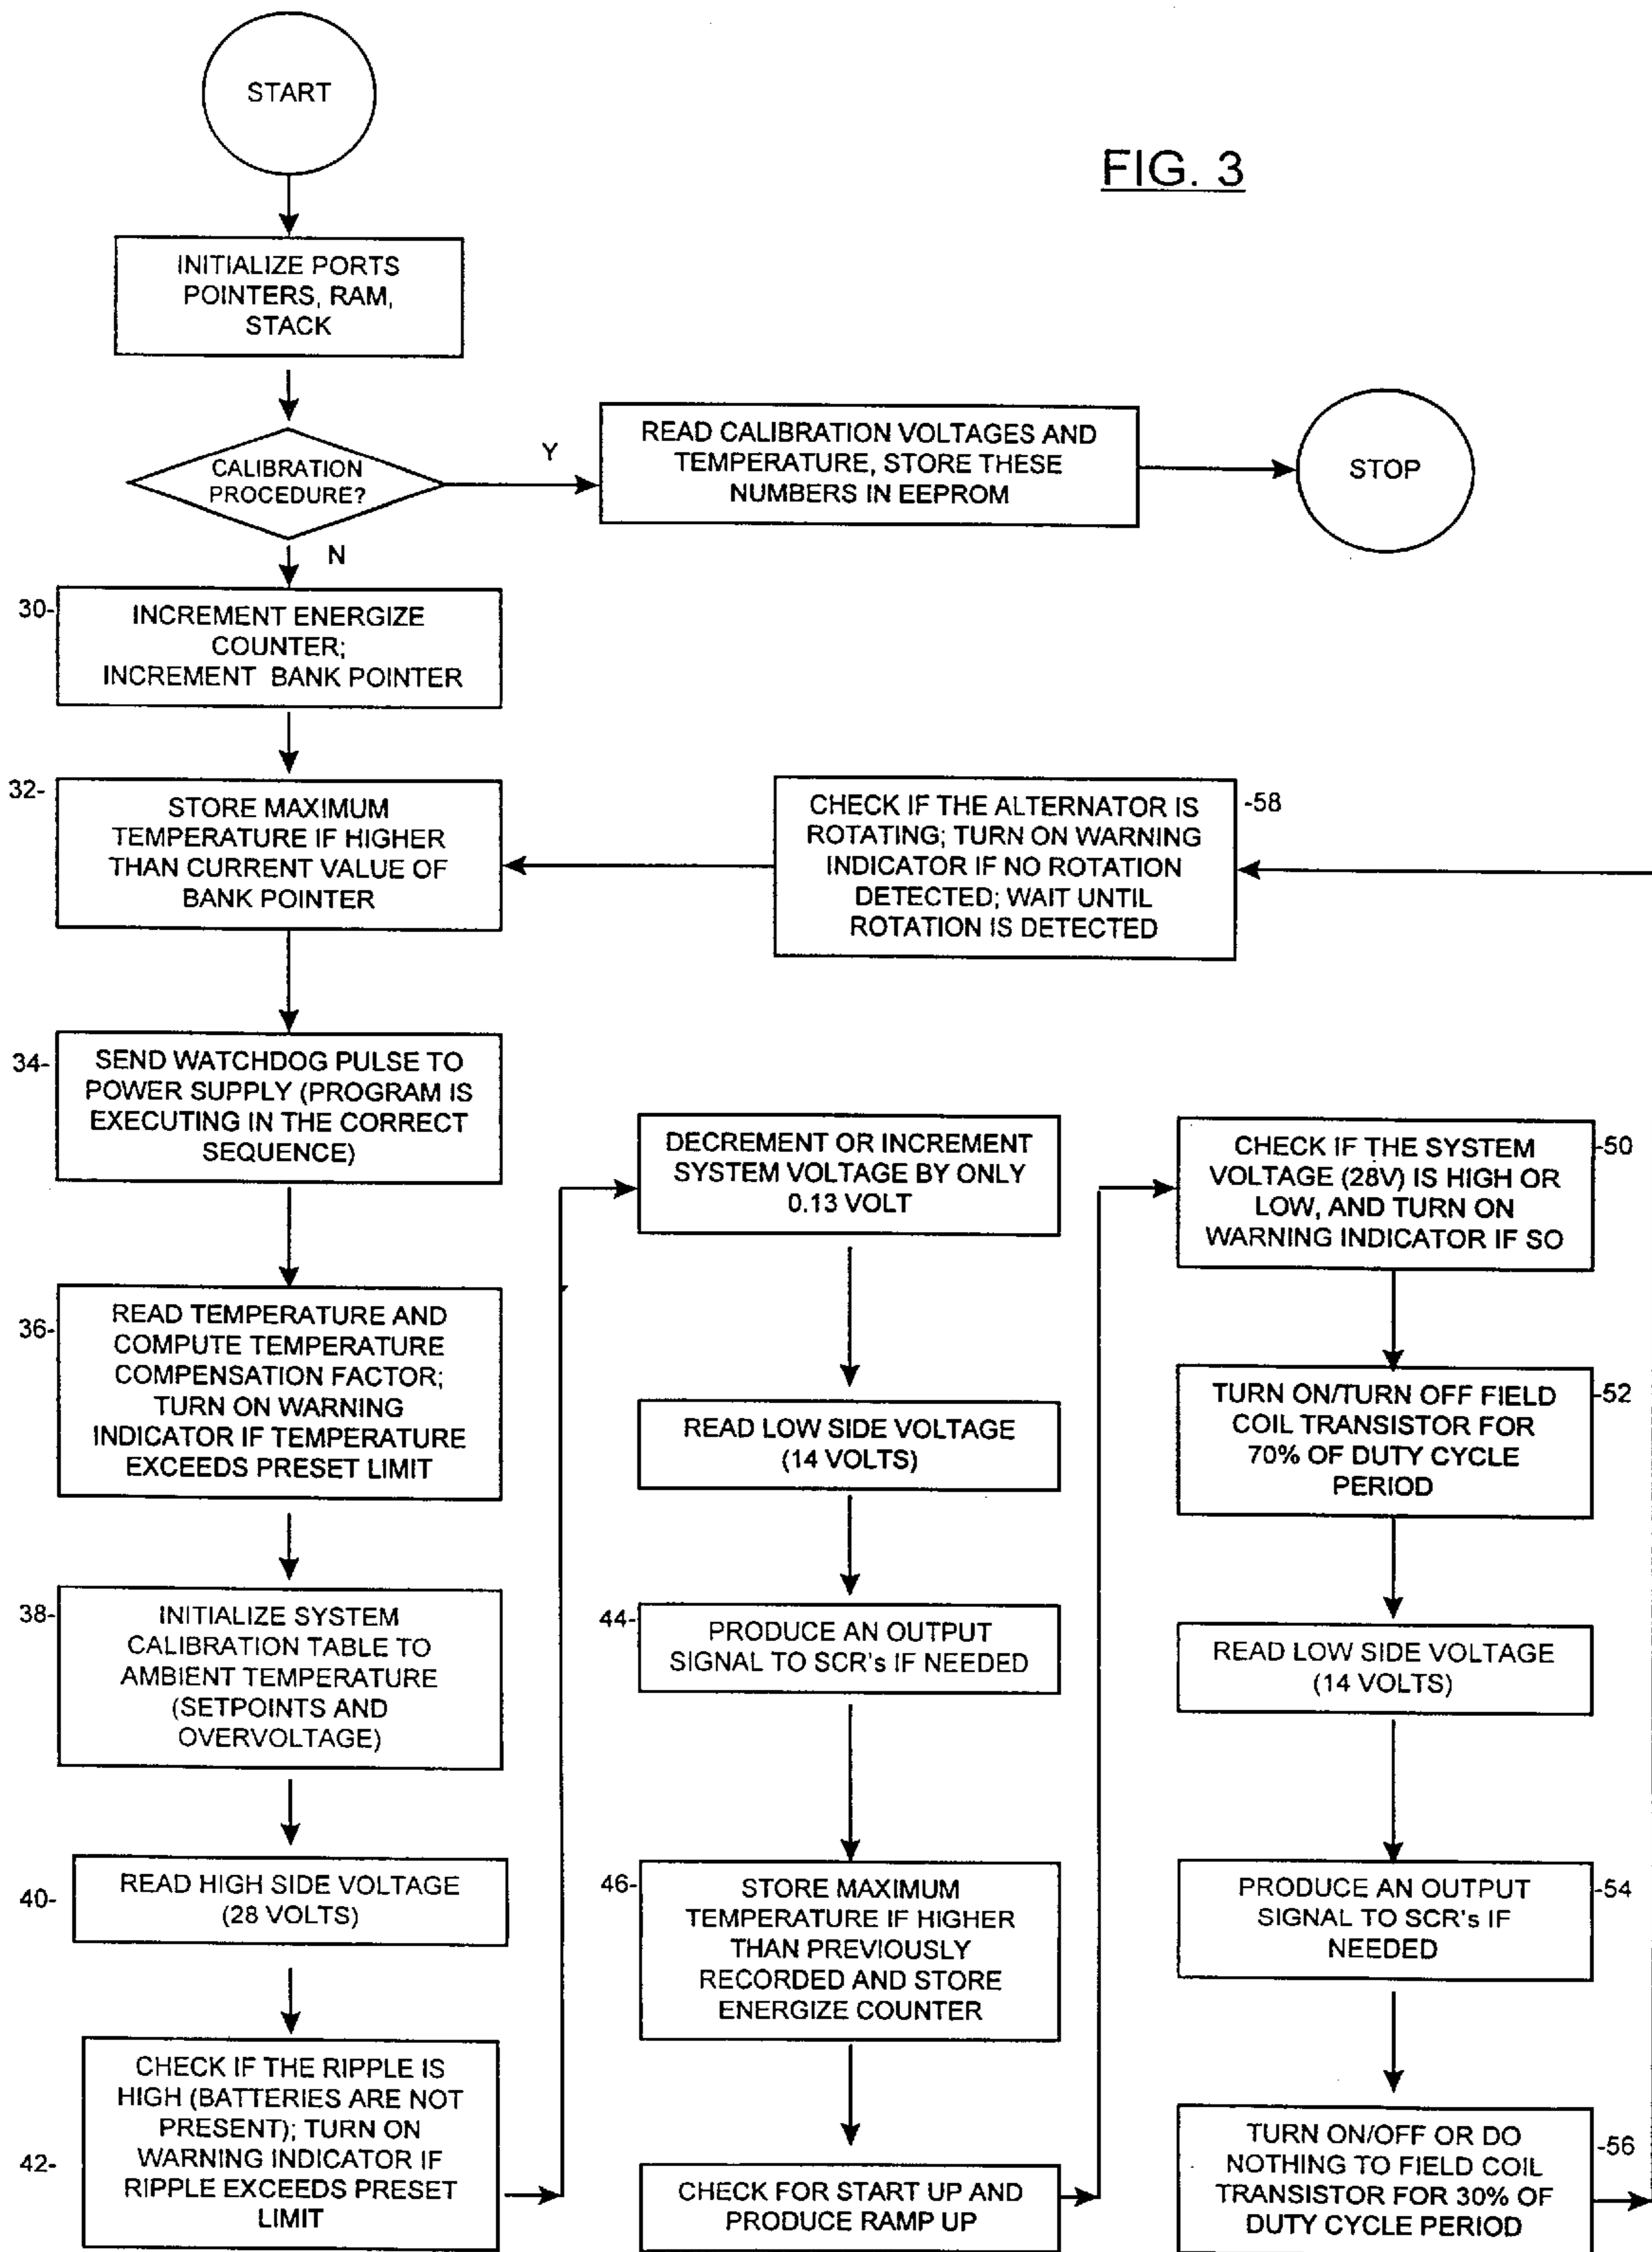 START
FIG. 3
INITIALIZE PORTS
POINTERS, RAM,
STACK
CALIBRATION
PROCEDURE?
Y
READ CALIBRATION VOLTAGES AND
TEMPERATURE, STORE THESE
NUMBERS IN EEPROM
STOP
N
30-
INCREMENT ENERGIZE
COUNTER;
INCREMENT BANK POINTER
32-
STORE MAXIMUM
TEMPERATURE IF HIGHER
THAN CURRENT VALUE OF
BANK POINTER
CHECK IF THE ALTERNATOR IS
ROTATING; TURN ON WARNING
INDICATOR IF NO ROTATION
DETECTED; WAIT UNTIL
ROTATION IS DETECTED
-58
34-
SEND WATCHDOG PULSE TO
POWER SUPPLY (PROGRAM IS
EXECUTING IN THE CORRECT
SEQUENCE)
36-
READ TEMPERATURE AND
COMPUTE TEMPERATURE
COMPENSATION FACTOR;
TURN ON WARNING
INDICATOR IF TEMPERATURE
EXCEEDS PRESET LIMIT
38-
INITIALIZE SYSTEM
CALIBRATION TABLE TO
AMBIENT TEMPERATURE
(SETPOINTS AND
OVERVOLTAGE)
40-
READ HIGH SIDE VOLTAGE
(28 VOLTS)
42-
CHECK IF THE RIPPLE IS
HIGH (BATTERIES ARE NOT
PRESENT); TURN ON
WARNING INDICATOR IF
RIPPLE EXCEEDS PRESET
LIMIT
DECREMENT OR INCREMENT
SYSTEM VOLTAGE BY ONLY
0.13 VOLT
READ LOW SIDE VOLTAGE
(14 VOLTS)
44-
PRODUCE AN OUTPUT
SIGNAL TO SCR's IF NEEDED
46-
STORE MAXIMUM
TEMPERATURE IF HIGHER
THAN PREVIOUSLY
RECORDED AND STORE
ENERGIZE COUNTER
CHECK FOR START UP AND
PRODUCE RAMP UP
CHECK IF THE SYSTEM
VOLTAGE (28V) IS HIGH OR
LOW, AND TURN ON
WARNING INDICATOR IF SO
-50
TURN ON/TURN OFF FIELD
COIL TRANSISTOR FOR
70% OF DUTY CYCLE
PERIOD
-52
READ LOW SIDE VOLTAGE
(14 VOLTS)
PRODUCE AN OUTPUT
SIGNAL TO SCR's IF
NEEDED
-54
TURN ON/OFF OR DO
NOTHING TO FIELD COIL
TRANSISTOR FOR 30% OF
DUTY CYCLE PERIOD
-56